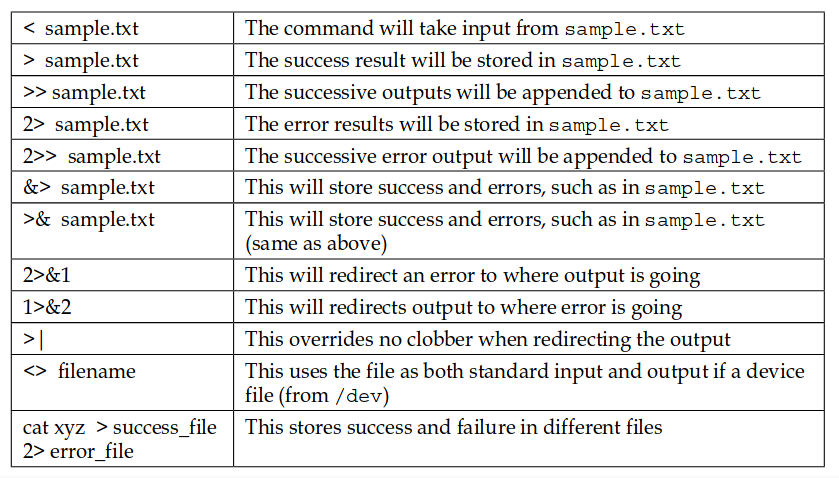 < sample.txt The command will take input from sample.txt
> sample.txt The success result will be stored in sample.txt
>> sample.txt The successive outputs will be appended to sample.txt
2> sample.txt The error results will be stored in sample.txt
2>> sample.txt The successive error output will be appended to sample.txt
&> sample.txt This will store success and errors, such as in sample.txt
>& sample.txt This will store success and errors, such as in sample.txt
(same as above)
2>&1 This will redirect an error to where output is going
1>&2 This will redirects output to where error is going
>| This overrides no clobber when redirecting the output
<> filename This uses the file as both standard input and output if a device
file (from /dev)
cat xyz > success_file This stores success and failure in different files
2> error_file